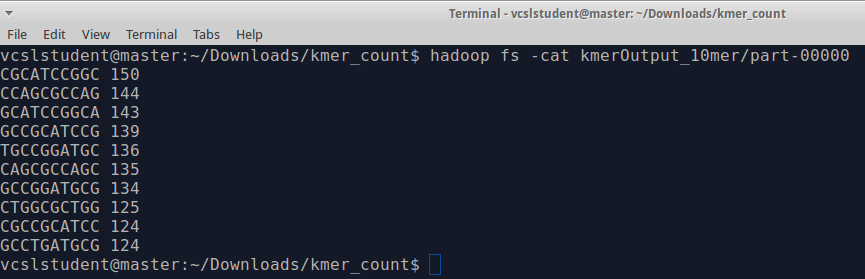 Terminal - vcslstudent@master: ~/Downloads/kmer_count
File Edit View Terminal Tabs Help
vcslstudent@master:~/Downloads/kmer_count$ hadoop fs -cat kmerOutput_10mer/part-00000
CGCATCCGGC 150
CCAGCGCCAG 144
GCATCCGGCA 143
GCCGCATCCG 139
TGCCGGATGC 136
CAGCGCCAGC 135
GCCGGATGCG 134
CTGGCGCTGG 125
CGCCGCATCC 124
GCCTGATGCG 124
vcslstudent@master:~/Downloads/kmer_count$